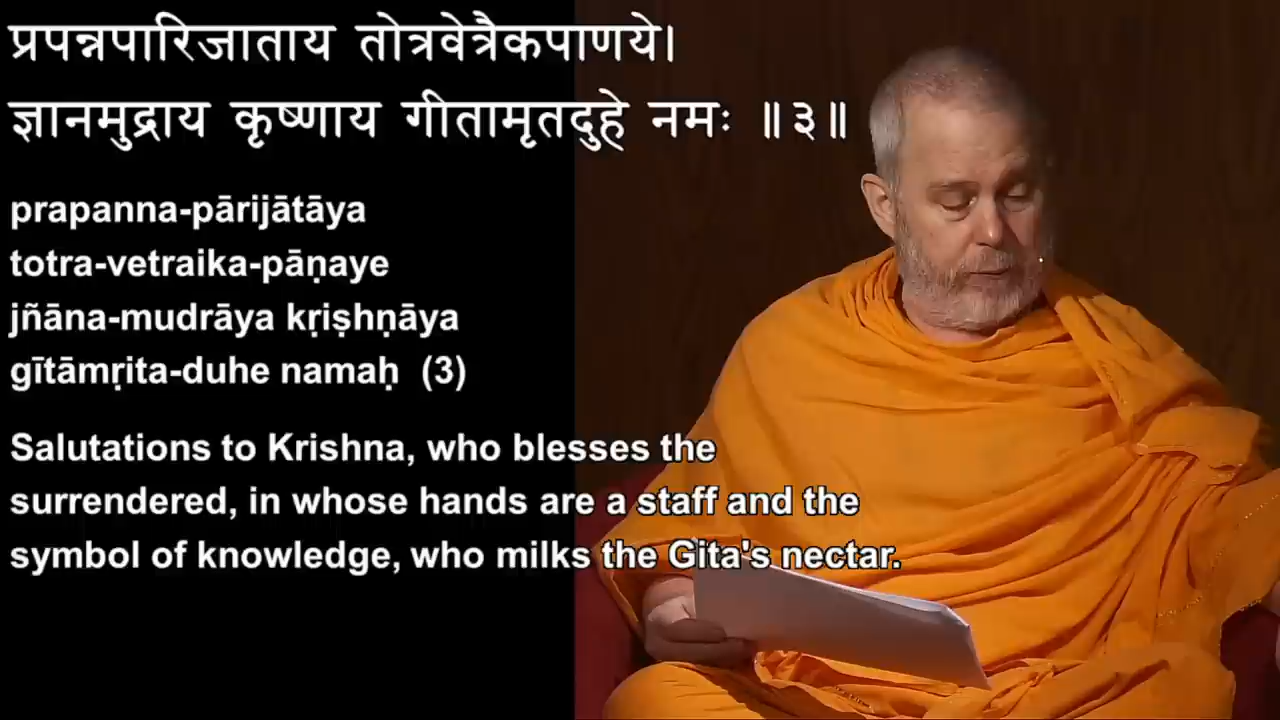 प्रपन्नपारिजाताय तोत्रवेत्रैकपाणये।
ज्ञानमुद्राय कृष्णाय गीतामृतदुहे नमः ॥३॥
prapanna-pārijātāya
totra-vetraika-pāṇaye
jñāna-mudrāya kṛiṣhṇāya
gītāmṛita-duhe namaḥ (3)
Salutations to Krishna, who blesses the
surrendered, in whose hands are a staff and the
symbol of knowledge, who milks the Gita's nectar.